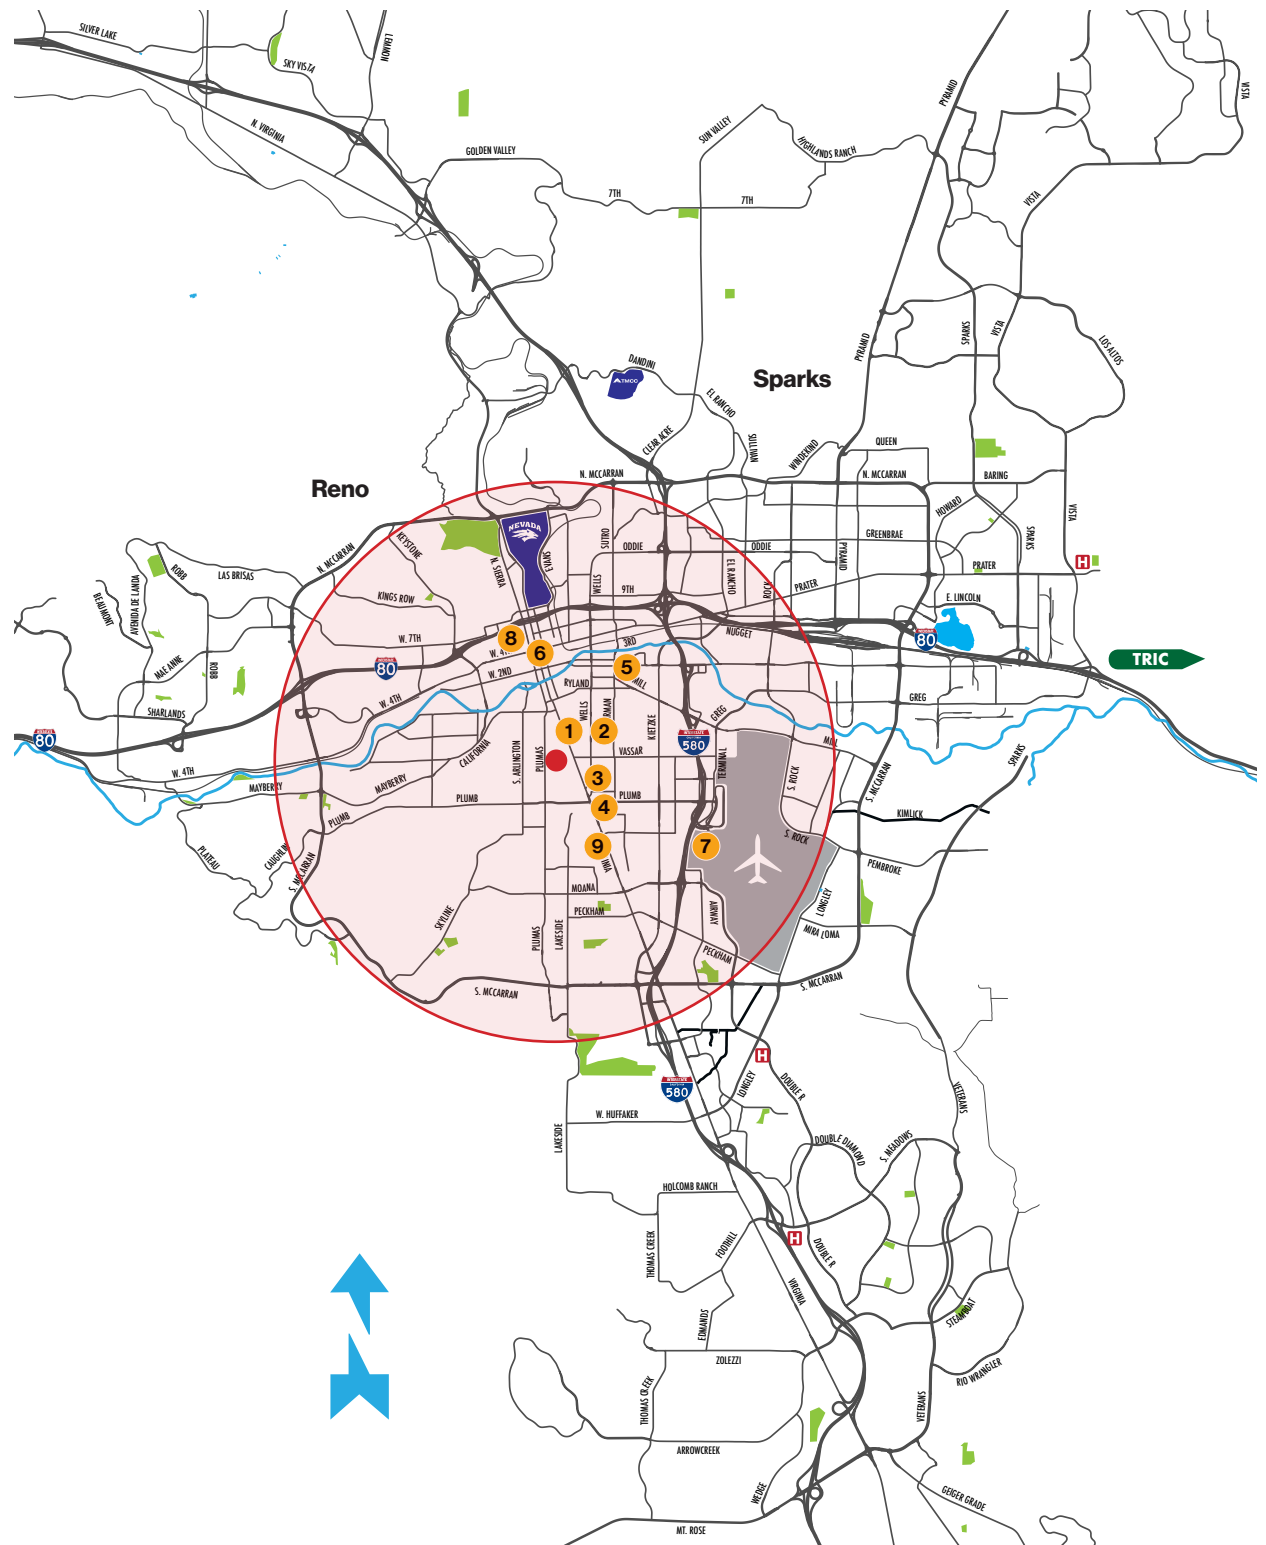 SILVER LAKE
LEMMON
SKY VISTA
N. VIRGINIA
GOLDEN VALLEY
SUN VALLEY
HIGHLANDS RANCH
PYRAMID
VISTA
7TH
7TH
VISTA
SPARKS
VISTA
LOS ALTOS
PYRAMID
DANDINI
TMCC
Sparks
EL RANCHO
CLEAR ACRE
SULLIVAN
WINDEKIND
QUEEN
N. MCCARRAN
N. MCCARRAN
BARING
Reno
HOWARD
VISTA
SPARKS
NEVADA
N. MCCARRAN
KEYSTONE
N. SIERRA
EVANS
SUTRO
ODDIE
ODDIE
GREENBRAE
PYRAMID
PRATER
PRATER
H
ROBB
LAS BRISAS
AVENIDA DE LANDA
BEAUMONT
KINGS ROW
WELLS
9TH
EL RANCHO
ROCK
E. LINCOLN
W. 7TH
8
6
W. 4
3RD
NUGGET
80
80
TRIC
MAE ANNE
ROBB
W. 2ND
5
RYLAND
MILL
SHARLANDS
W. 4TH
WELLS
RMAN
KIETZKE
GREG
GREG
80
1
2
580
MILL
CALIFORNIA
S. ARLINGTON
PLUMAS
VASSAR
TERMINAL
SPARKS
W. 4TH
MAYBERRY
MAYBERRY
3
S. ROCK
S. MCCARRAN
PLUMB
PLUMB
PLUMB
4
KIMLICK
PLATEAU
CAUGHLIN
S. MCCARRAN
9
INIA
7
S. ROCK
PEMBROKE
MOANA
SKYLINE
PECKHAM
AIRWAY
LONGLEY
MIRA LOMA
PLUMAS
LAKESIDE
PECKHAM
S. MCCARRAN
S. MCCARRAN
H
580
LONGLEY
DOUBLE R
VETERANS
W. HUFFAKER
LAKESIDE
DOUBLE DIAMOND
S. MEADOWS
HOLCOMB RANCH
THOMAS CREEK
FOOTHILL
H
DOUBLE R
VIRGINIA
STEAMBOAT
EDMANDS
ZOLEZZI
RIO WRANGLER
THOMAS CREEK
VETERANS
ARROWCREEK
WEDGE
GEIGER GRADE
MT. ROSE